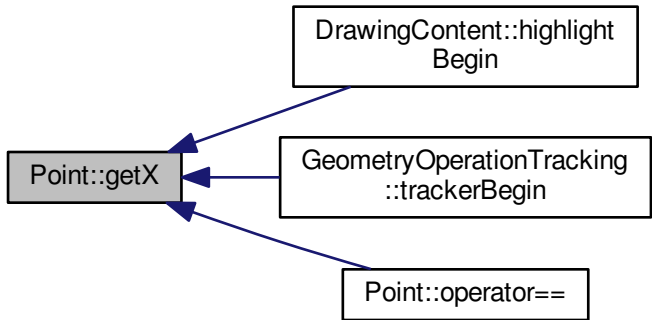 DrawingContent::highlight
Begin
Point::getX
GeometryOperationTracking
::trackerBegin
Point::operator==